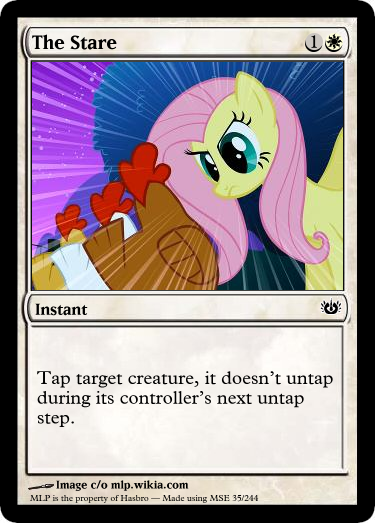 The Stare 1
Instant
Tap target creature, it doesn't untap
during its controller's next untap
step.
Image c/o mlp.wikia.com
MLP is the property of Hasbro — Made using MSE 35/244